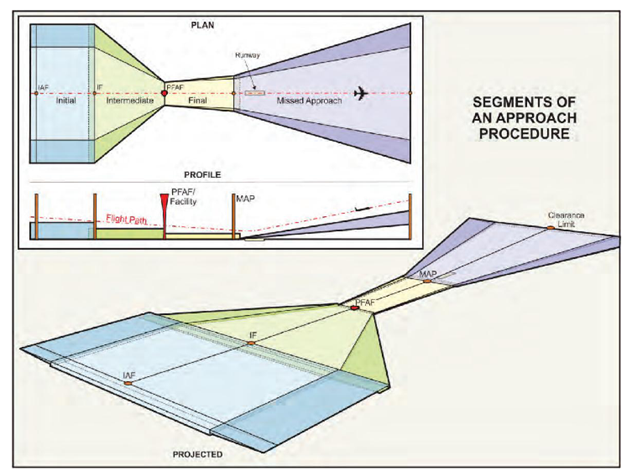 PLAN
Runway
IAF
IF
PFAF
Initial
Intermediate
Final
Missed Approach
SEGMENTS OF
AN APPROACH
PROCEDURE
PROFILE
PFAF/
Facility
MAP
Flight Path
Clearance
Limit
MAP
PFAF
IF
IAF
PROJECTED